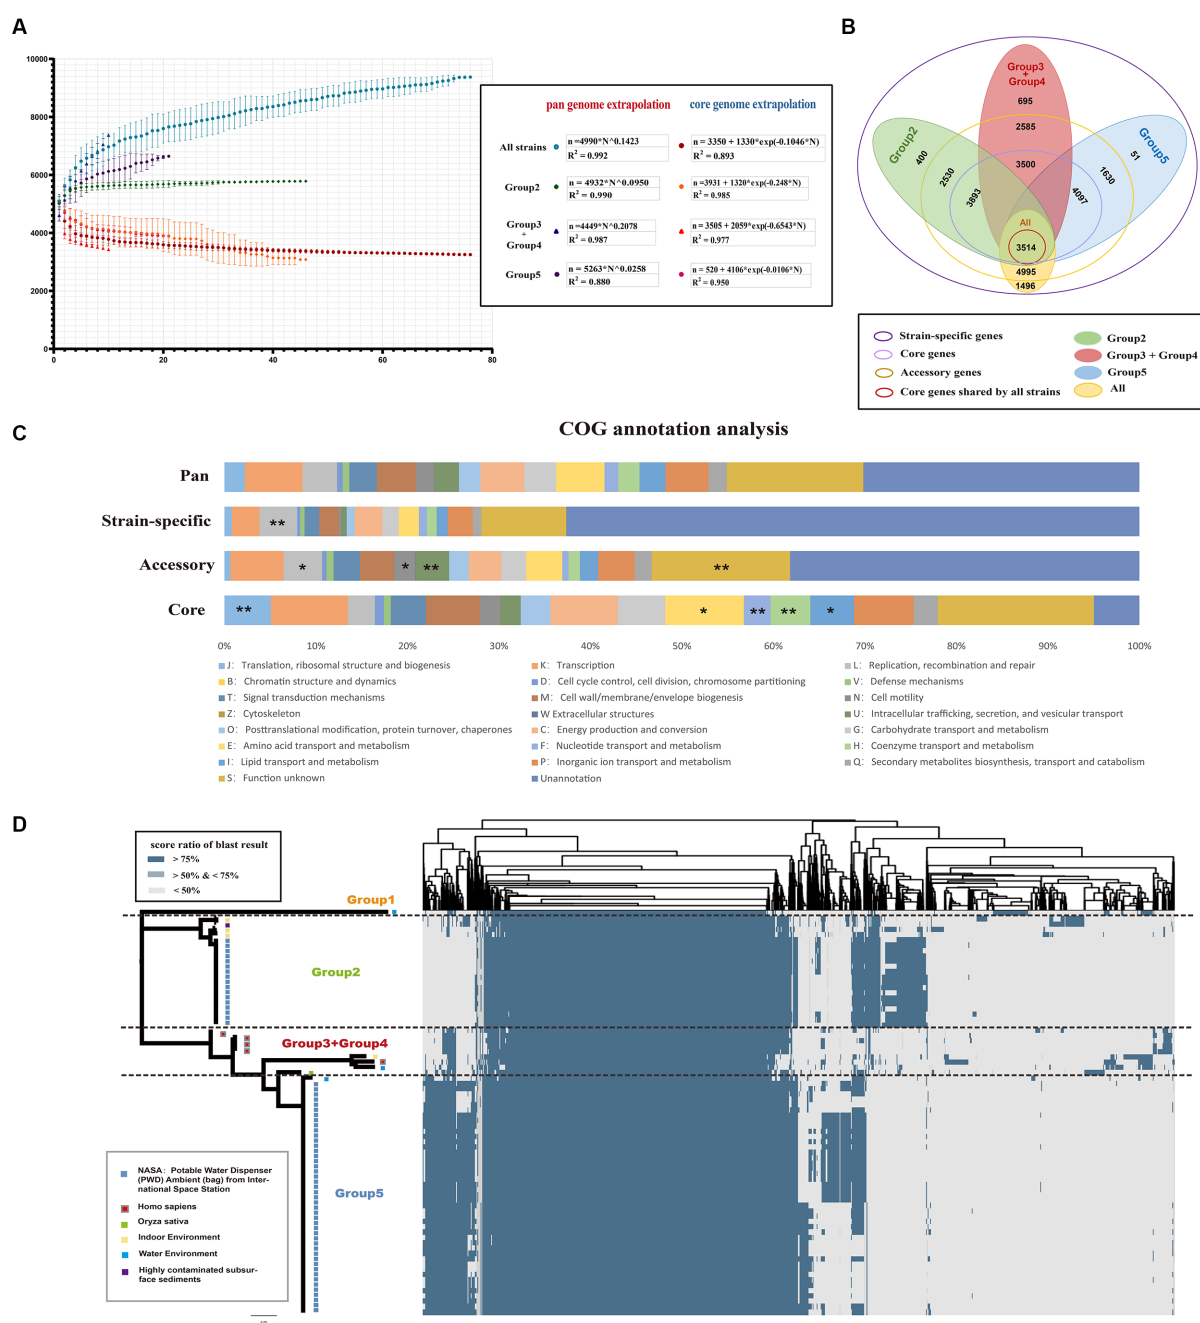 A
10000
8000
6000
4000
2000
0
0
20
40
60
80
pan genome extrapolation
core genome extrapolation
All strains
n =4990*N^0.1423
R² = 0.992
n = 3350 + 1330*exp(-0.1046*N)
R² = 0.893
Group2
n = 4932*N^0.0950
R² = 0.990
n =3931 + 1320*exp(-0.248*N)
R² = 0.985
Group3
+
Group4
n =4449*N^0.2078
R² = 0.987
n = 3505 + 2059*exp(-0.6543*N)
R² = 0.977
Group5
n = 5263*N^0.0258
R² = 0.880
n = 520 + 4106*exp(-0.0106*N)
R² = 0.950
B
Group3
+
Group4
695
2585
3500
Group2
400
2530
3893
Group5
51
1630
4097
All
3514
4995
1496
Strain-specific genes
Core genes
Accessory genes
Core genes shared by all strains
Group2
Group3 + Group4
Group5
All
C
COG annotation analysis
Pan
Strain-specific
**
Accessory
*
*
**
**
Core
**
*
**
**
*
0%
10%
20%
30%
40%
50%
60%
70%
80%
90%
100%
J： Translation, ribosomal structure and biogenesis
K： Transcription
L： Replication, recombination and repair
B： Chromatin structure and dynamics
D： Cell cycle control, cell division, chromosome partitioning
V： Defense mechanisms
T： Signal transduction mechanisms
M： Cell wall/membrane/envelope biogenesis
N： Cell motility
Z： Cytoskeleton
W Extracellular structures
U： Intracellular trafficking, secretion, and vesicular transport
O： Posttranslational modification, protein turnover, chaperones
C： Energy production and conversion
G： Carbohydrate transport and metabolism
E： Amino acid transport and metabolism
F： Nucleotide transport and metabolism
H： Coenzyme transport and metabolism
I： Lipid transport and metabolism
P： Inorganic ion transport and metabolism
Q： Secondary metabolites biosynthesis, transport and catabolism
S： Function unknown
Unannotation
D
score ratio of blast result
> 75%
> 50% & < 75%
< 50%
Group1
Group2
Group3+Group4
Group5
NASA： Potable Water Dispenser
(PWD) Ambient (bag) from Inter-
national Space Station
Homo sapiens
Oryza sativa
Indoor Environment
Water Environment
Highly contaminated subsur-
face sediments